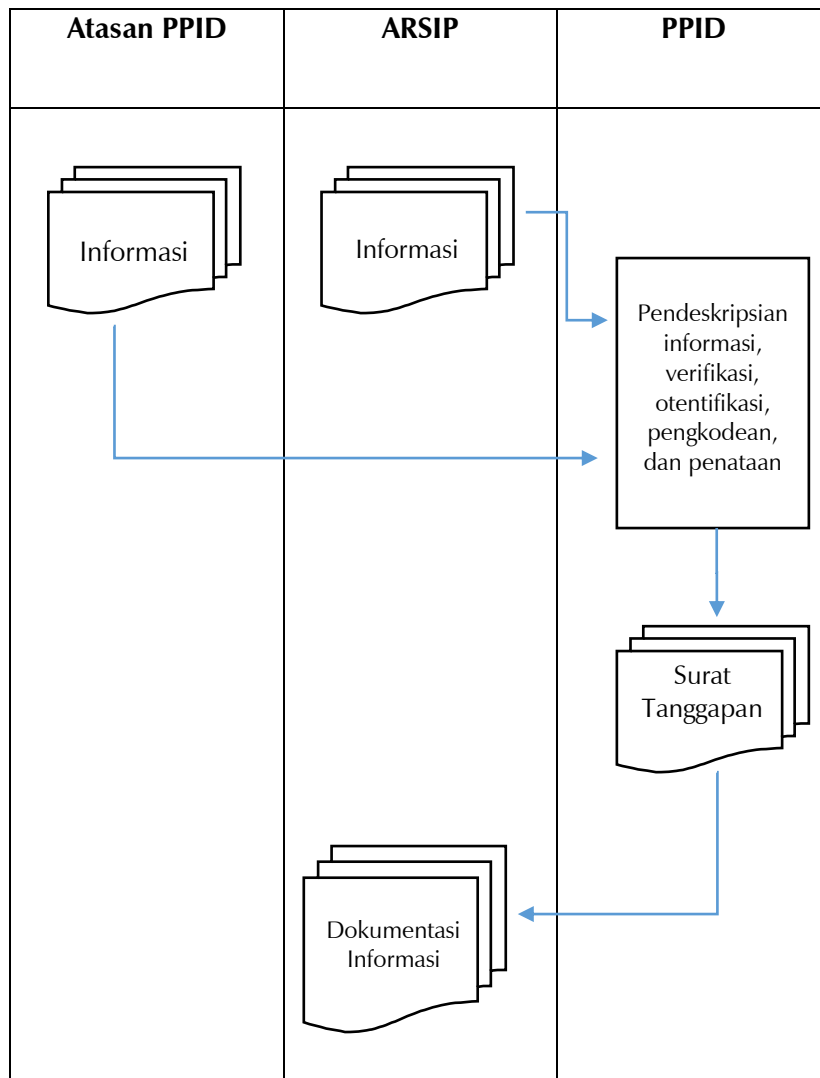 Atasan PPID
ARSIP
PPID
Informasi
Informasi
Pendeskripsian
informasi,
verifikasi,
otentifikasi,
pengkodean,
dan penataan
Surat
Tanggapan
Dokumentasi
Informasi